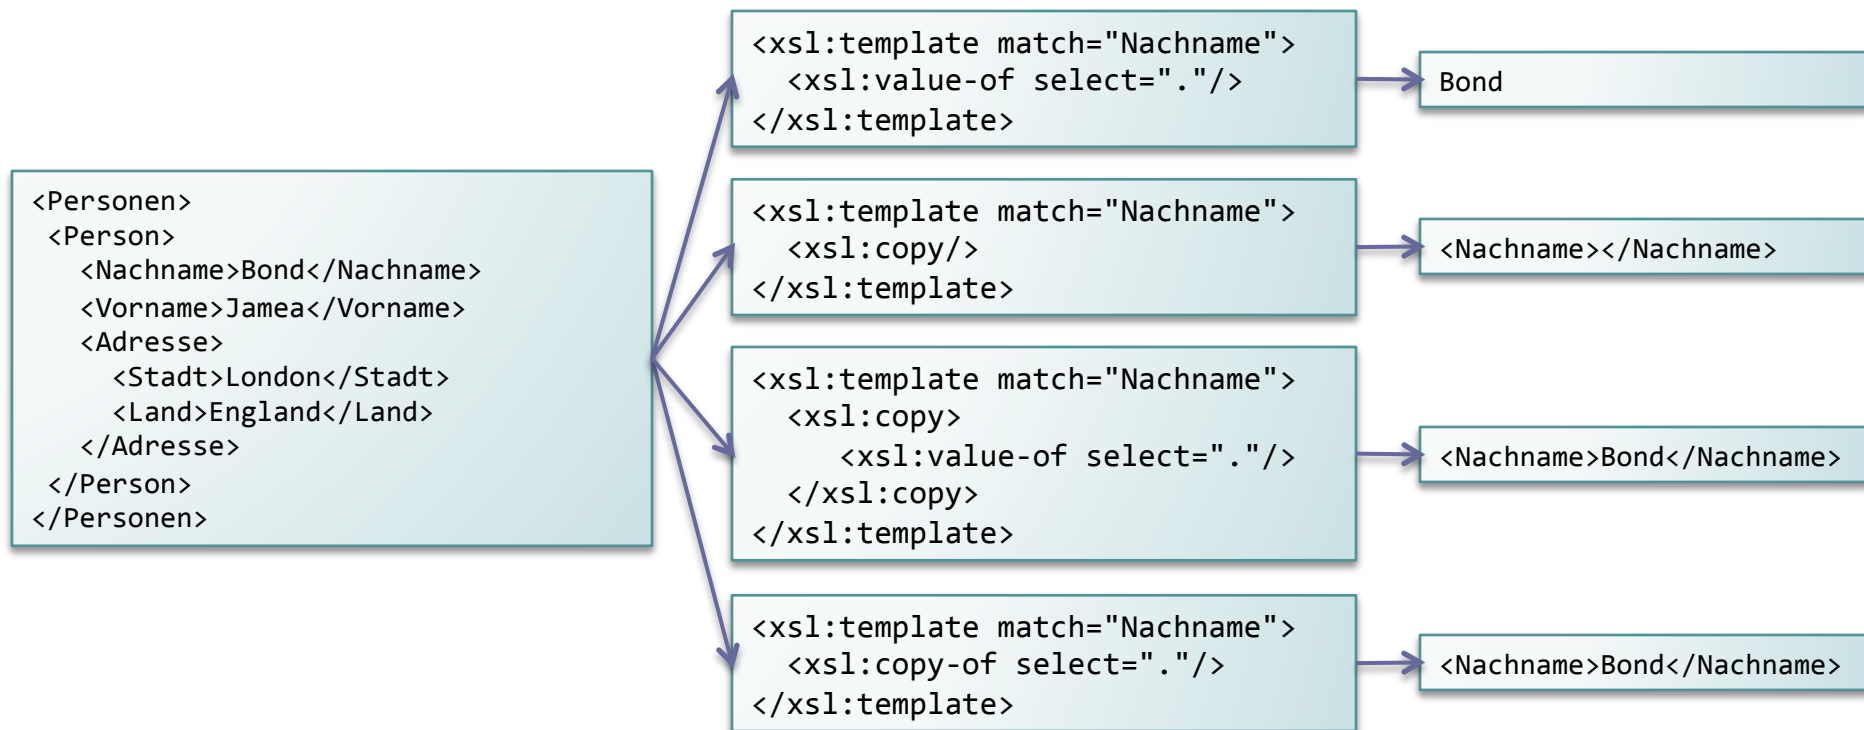 <Personen>
<Person>
<Nachname>Bond</Nachname>
<Vorname>Jamea</Vorname>
<Adresse>
<Stadt>London</Stadt>
<Land>England</Land>
</Adresse>
</Person>
</Personen>
<xsl:template match="Nachname">
<xsl:value-of select="."/>
</xsl:template>
Bond
<xsl:template match="Nachname">
<xsl:copy/>
</xsl:template>
<Nachname></Nachname>
<xsl:template match="Nachname">
<xsl:copy>
<xsl:value-of select="."/>
</xsl:copy>
</xsl:template>
<Nachname>Bond</Nachname>
<xsl:template match="Nachname">
<xsl:copy-of select="."/>
</xsl:template>
<Nachname>Bond</Nachname>